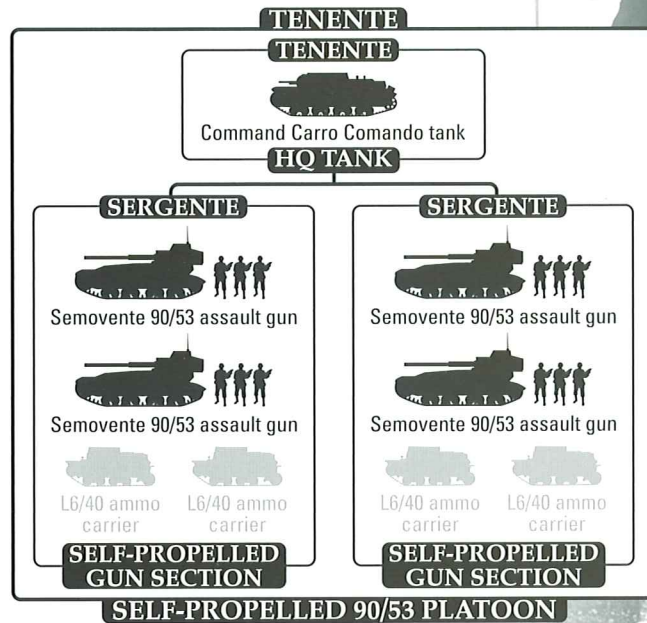 TENENTE
TENENTE
Command Carro Comando tank
HQ TANK
SERGENTE
Semovente 90/53 assault gun
Semovente 90/53 assault gun
L6/40 ammo carrier
L6/40 ammo carrier
SELF-PROPELLED
GUN SECTION
SERGENTE
Semovente 90/53 assault gun
Semovente 90/53 assault gun
L6/40 ammo carrier
L6/40 ammo carrier
SELF-PROPELLED
GUN SECTION
SELF-PROPELLED 90/53 PLATOON